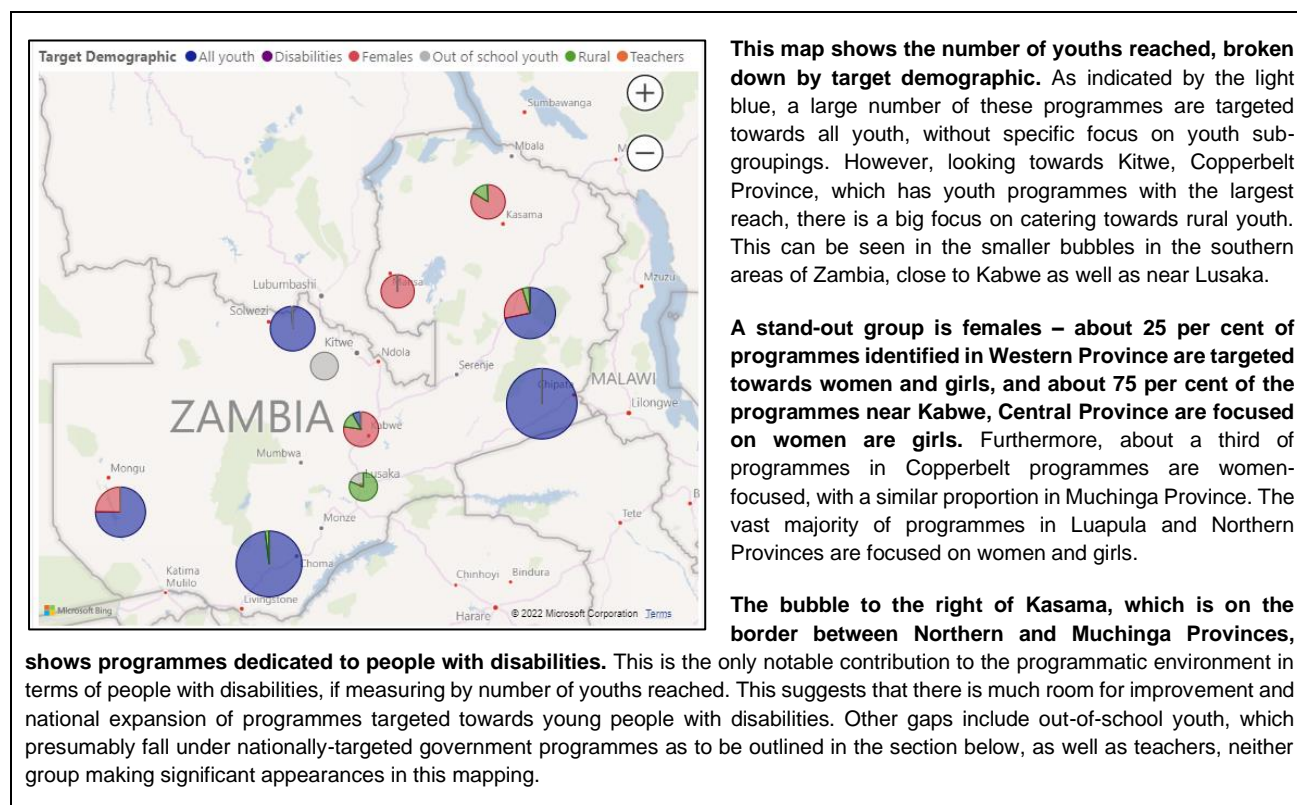 Target Demographic All youth Disabilities Females Out of school youth Rural Teachers
Sumbawanga
Mbala
M
Kasama
Mansa
Mzuzu
Lubumbashi
Solwezi
Kitwe
Ndola
Serenje
Chipata
MALAWI
Lilongwe
ZAMBIA
Kabwe
Mumbwa
Mongu
Lusaka
Monze
Tete
B
Choma
Katima
Mulilo
Chinhoyi
Bindura
Livingstone
Harare
Microsoft Bing
© 2022 Microsoft Corporation Terms
This map shows the number of youths reached, broken
down by target demographic. As indicated by the light
blue, a large number of these programmes are targeted
towards all youth, without specific focus on youth sub-
groupings. However, looking towards Kitwe, Copperbelt
Province, which has youth programmes with the largest
reach, there is a big focus on catering towards rural youth.
This can be seen in the smaller bubbles in the southern
areas of Zambia, close to Kabwe as well as near Lusaka.
A stand-out group is females – about 25 per cent of
programmes identified in Western Province are targeted
towards women and girls, and about 75 per cent of the
programmes near Kabwe, Central Province are focused
on women are girls. Furthermore, about a third of
programmes in Copperbelt programmes are women-
focused, with a similar proportion in Muchinga Province. The
vast majority of programmes in Luapula and Northern
Provinces are focused on women and girls.
The bubble to the right of Kasama, which is on the
border between Northern and Muchinga Provinces,
shows programmes dedicated to people with disabilities. This is the only notable contribution to the programmatic environment in
terms of people with disabilities, if measuring by number of youths reached. This suggests that there is much room for improvement and
national expansion of programmes targeted towards young people with disabilities. Other gaps include out-of-school youth, which
presumably fall under nationally-targeted government programmes as to be outlined in the section below, as well as teachers, neither
group making significant appearances in this mapping.